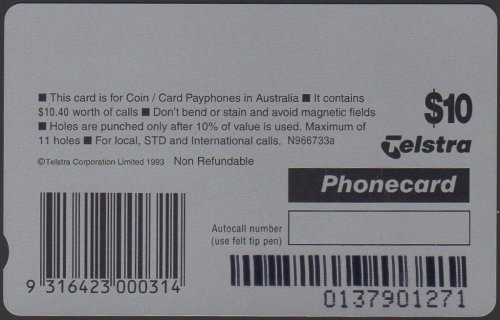 ■ This card is for Coin / Card Payphones in Australia ■ It contains
$10.40 worth of calls ■ Don't bend or stain and avoid magnetic fields
■ Holes are punched only after 10% of value is used. Maximum of
11 holes ■ For local, STD and International calls. N966733a
©Telstra Corporation Limited 1993 Non Refundable
$10
Telstra
Phonecard
Autocall number
(use felt tip pen)
9 316423 000314
0137901271